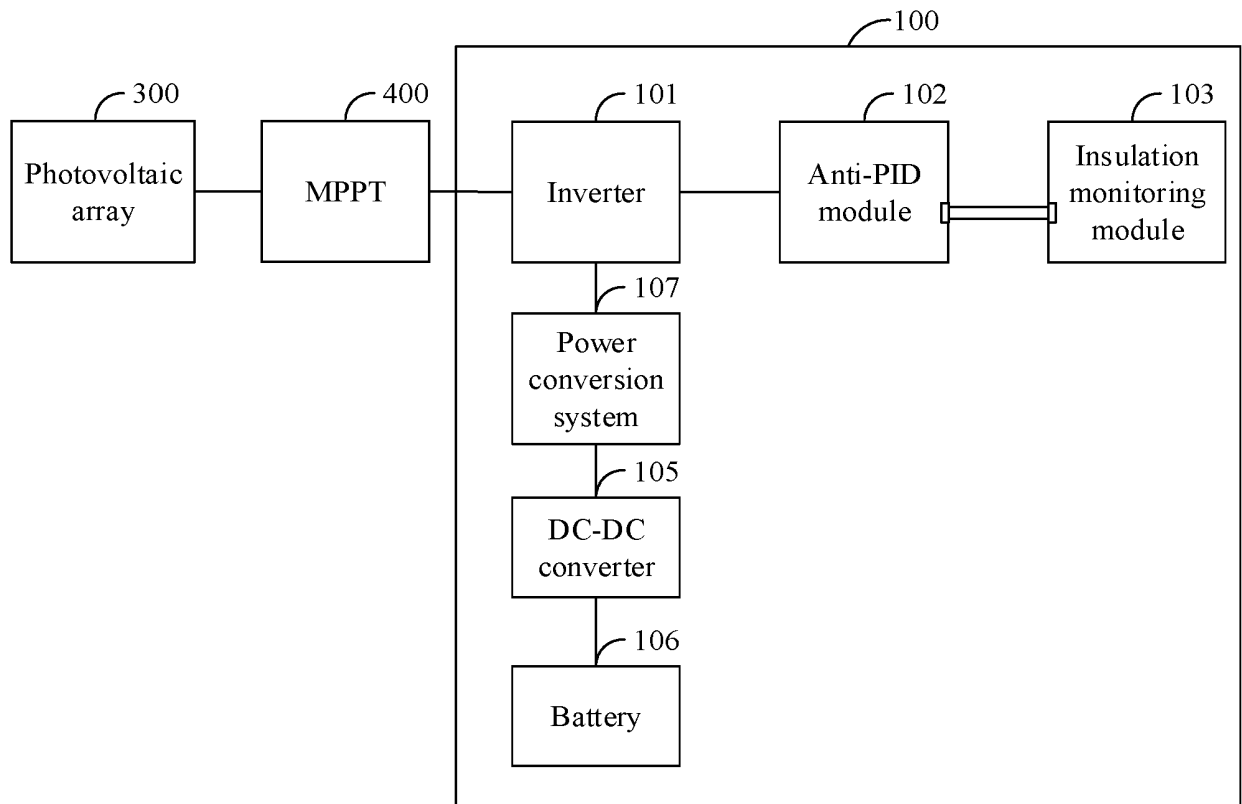 100
300
400
101
102
103
Photovoltaic
array
MPPT
Inverter
Anti-PID
module
Insulation
monitoring
module
107
Power
conversion
system
105
DC-DC
converter
106
Battery